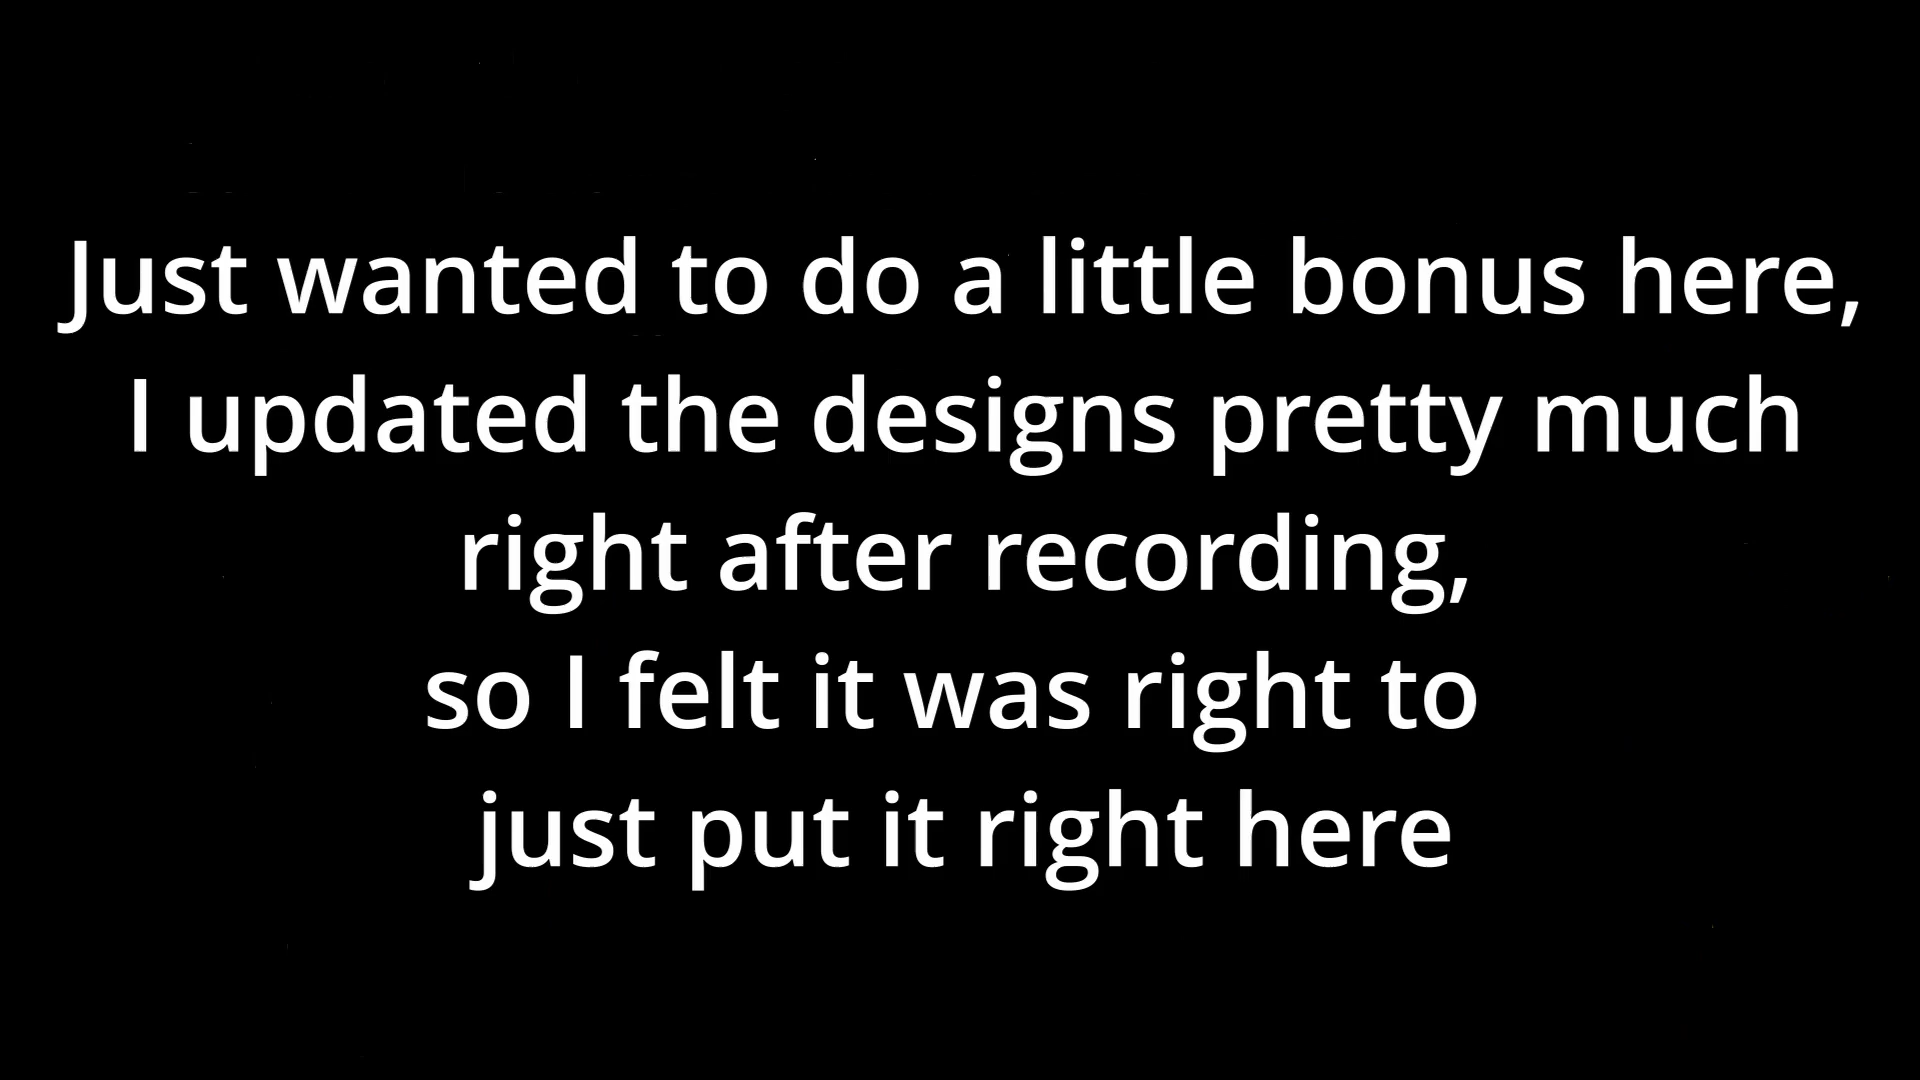 Just wanted to do a little bonus here,
I updated the designs pretty much
right after recording,
so I felt it was right to
just put it right here